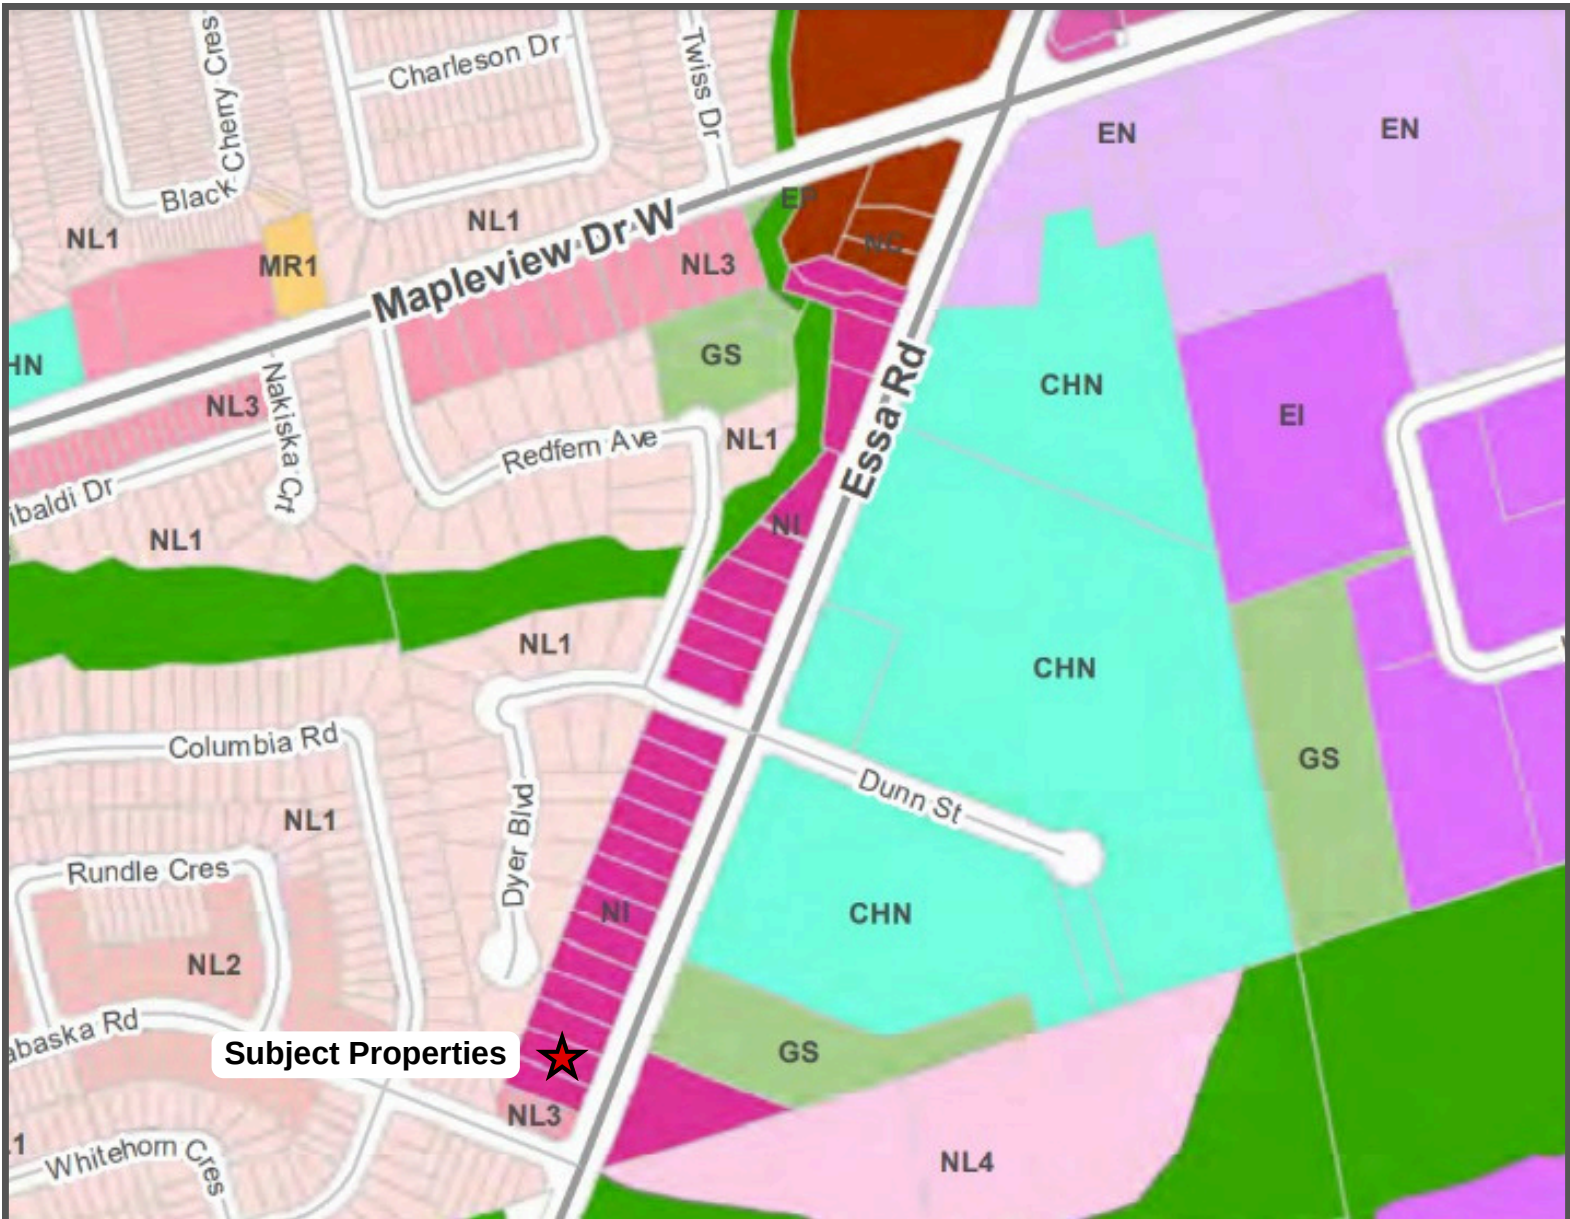 Charleson Dr
Black Cherry Cres
Twiss Dr
EN
EN
NL1
NL1
EP
NC
MR1
NL3
Mapleview Dr W
HN
GS
CHN
NL3
EI
Nakiska Crt
Redfern Ave
NL1
Essa Rd
ibaldi Dr
NL1
NI
NL1
CHN
Columbia Rd
GS
Dunn St
NL1
Dyer Blvd
Rundle Cres
NI
CHN
NL2
abaska Rd
Subject Properties
GS
NL3
.1
Whitehorn Cres
NL4